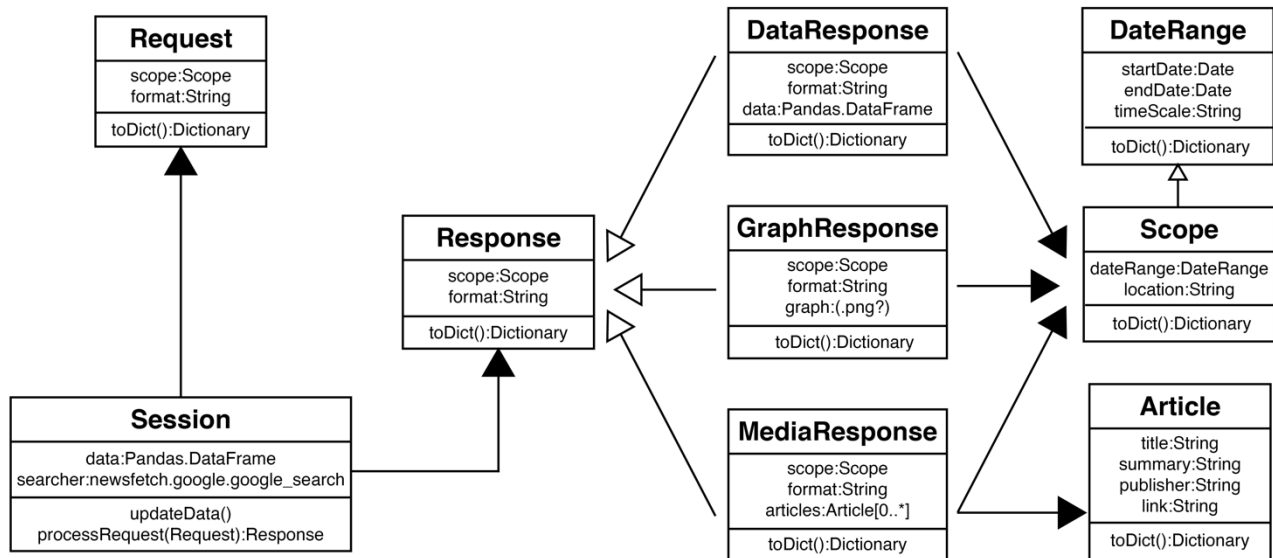 Request
scope:Scope
format:String
toDict():Dictionary
Session
data:Pandas.DataFrame
searcher:newsfetch.google.google_search
updateData()
processRequest(Request):Response
Response
scope:Scope
format:String
toDict():Dictionary
DataResponse
scope:Scope
format:String
data:Pandas.DataFrame
toDict():Dictionary
GraphResponse
scope:Scope
format:String
graph:(.png?)
toDict():Dictionary
MediaResponse
scope:Scope
format:String
articles:Article[0..*]
toDict():Dictionary
DateRange
startDate:Date
endDate:Date
timeScale:String
toDict():Dictionary
Scope
dateRange:DateRange
location:String
toDict():Dictionary
Article
title:String
summary:String
publisher:String
link:String
toDict():Dictionary